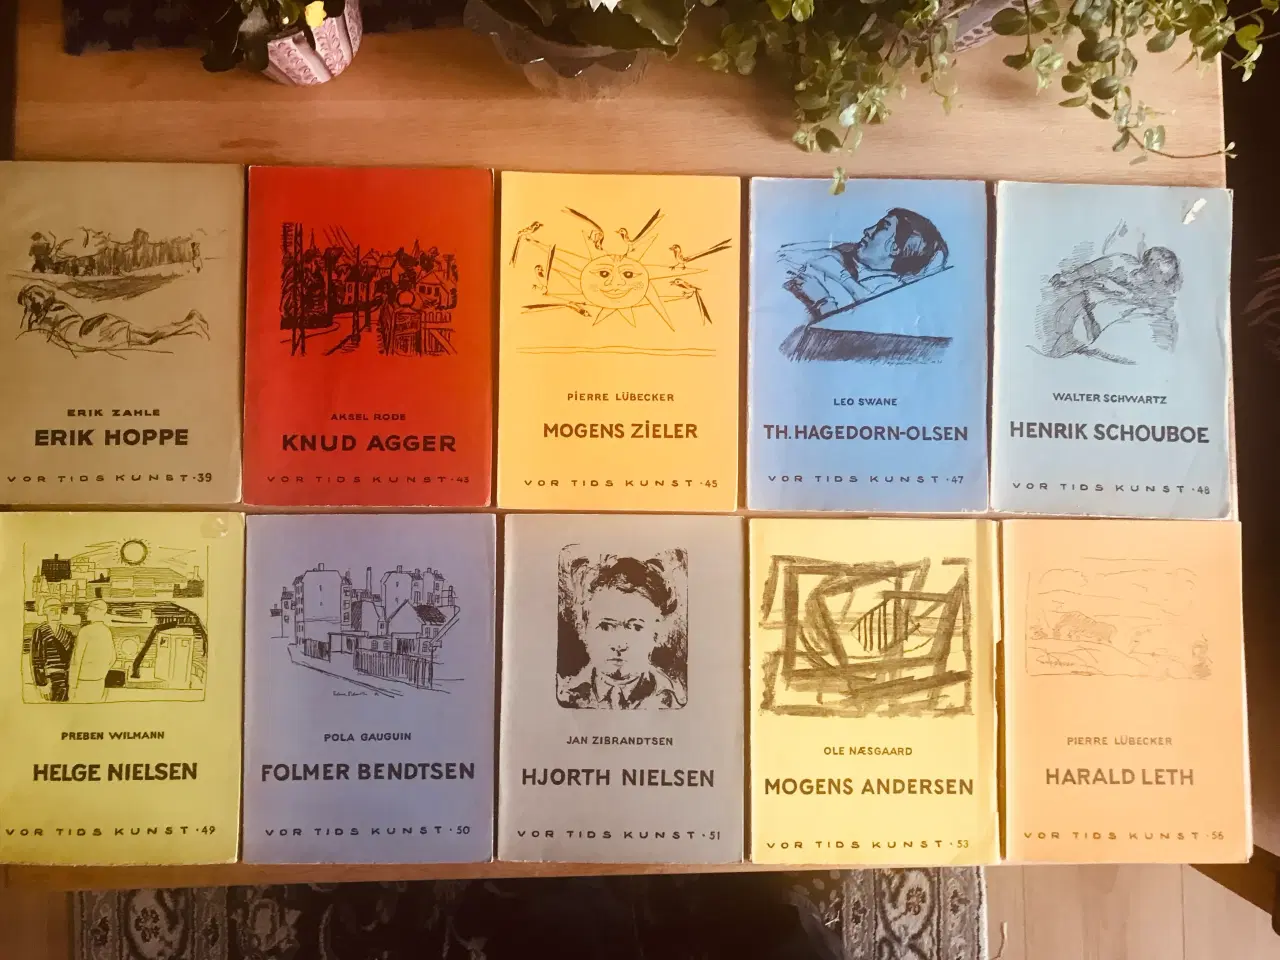 ERIK ZAHLE
ERIK HOPPE
VOR TIDS KUNST · 39
AKSEL RODE
KNUD AGGER
VOR TIDS KUNST · 43
PIERRE LÜBECKER
MOGENS ZIELER
VOR TIDS KUNST · 45
LEO SWANE
TH. HAGEDORN-OLSEN
VOR TIDS KUNST · 47
WALTER SCHWARTZ
HENRIK SCHOUBOE
VOR TIDS KUNST · 48
PREBEN WILMANN
HELGE NIELSEN
VOR TIDS KUNST · 49
POLA GAUGUIN
FOLMER BENDTSEN
VOR TIDS KUNST · 50
JAN ZIBRANDTSEN
HJORTH NIELSEN
VOR TIDS KUNST · 51
OLE NÆSGAARD
MOGENS ANDERSEN
VOR TIDS KUNST · 53
PIERRE LÜBECKER
HARALD LETH
VOR TIDS KUNST · 56